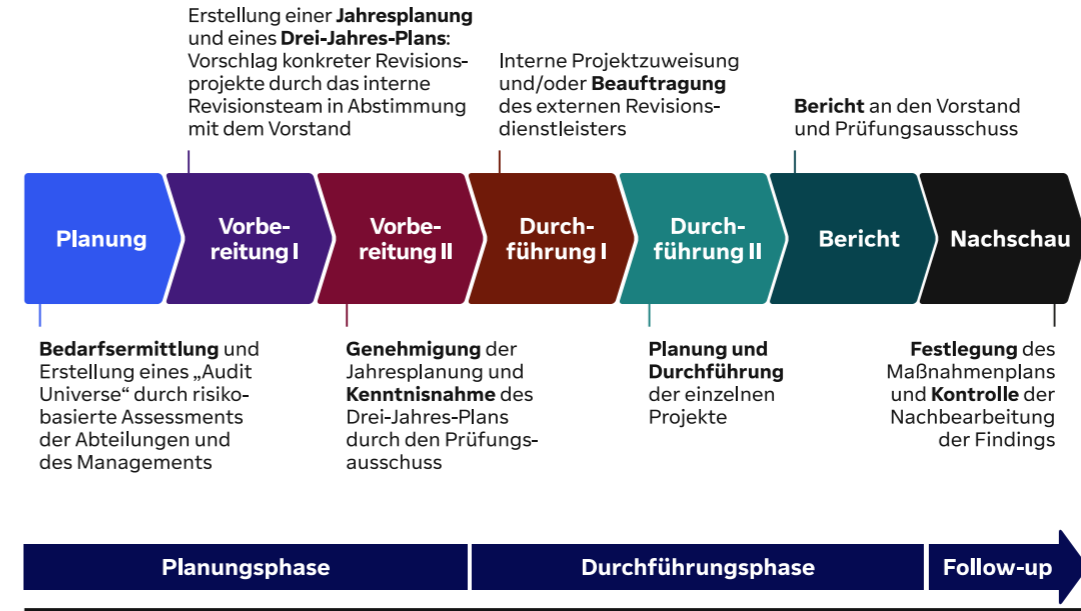 Erstellung einer Jahresplanung
und eines Drei-Jahres-Plans:
Vorschlag konkreter Revisions-
projekte durch das interne
Revisionsteam in Abstimmung
mit dem Vorstand
Interne Projektzuweisung
und/oder Beauftragung
des externen Revisions-
dienstleisters
Bericht an den Vorstand
und Prüfungsausschuss
Planung
Vorbe-
reitung I
Vorbe-
reitung II
Durch-
führung I
Durch-
führung II
Bericht
Nachschau
Bedarfsermittlung und
Erstellung eines „Audit
Universe“ durch risiko-
basierte Assessments
der Abteilungen und
des Managements
Genehmigung der
Jahresplanung und
Kenntnisnahme des
Drei-Jahres-Plans
durch den Prüfungs-
ausschuss
Planung und
Durchführung
der einzelnen
Projekte
Festlegung des
Maßnahmenplans
und Kontrolle der
Nachbearbeitung
der Findings
Planungsphase
Durchführungsphase
Follow-up